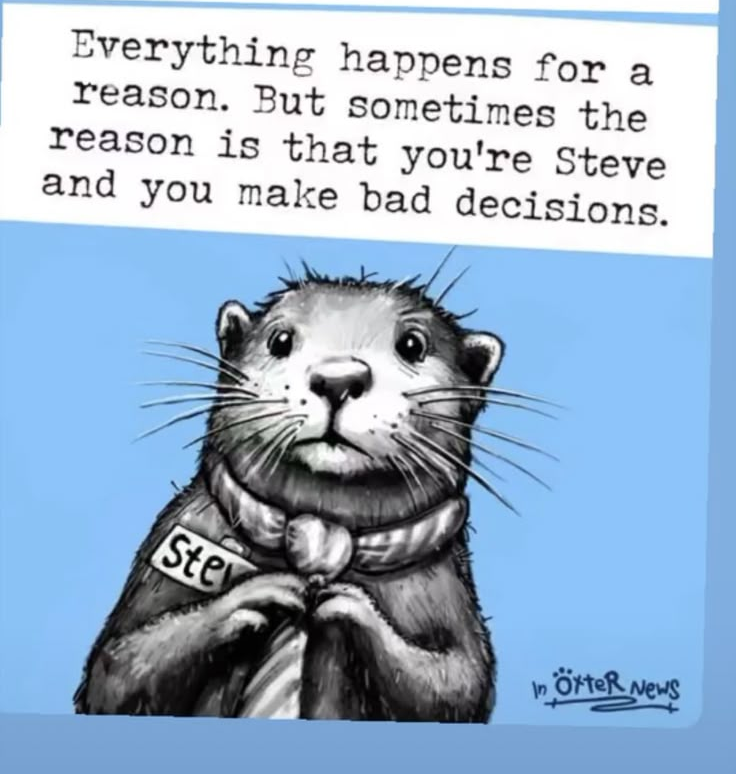 Everything happens for a
reason. But sometimes the
reason is that you're Steve
and you make bad decisions.
Ste
In ÖtteR News